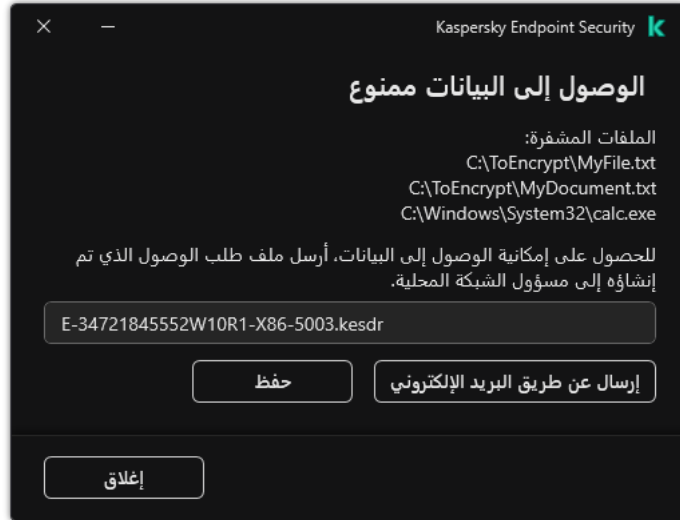 Kaspersky Endpoint Security
الوصول إلى البيانات ممنوع
الملفات المشفرة:
C:\ToEncrypt\MyFile.txt
C:\ToEncrypt\MyDocument.txt
C:\Windows\System32\calc.exe
للحصول على إمكانية الوصول إلى البيانات، أرسل ملف طلب الوصول الذي تم
إنشاؤه إلى مسؤول الشبكة المحلية.
E-34721845552W10R1-X86-5003.kesdr
إرسال عن طريق البريد الإلكتروني
حفظ
إغلاق